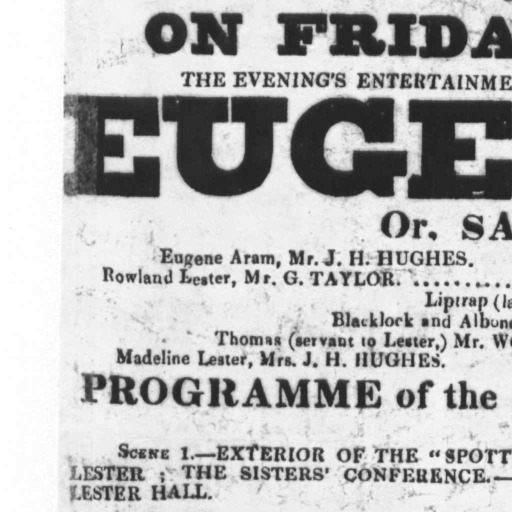 ON FRIDA
THE EVENING'S ENTERTAINME
EUGE
Or, SA
Eugene Aram, Mr. J. H. HUGHES.
Rowland Lester, Mr. G. TAYLOR. ..........
Liptrap (la
Blacklock and Albone
Thomas (servant to Lester,) Mr. W
Madeline Lester, Mrs. J. H. HUGHES.
PROGRAMME of the
SCENE 1.—EXTERIOR OF THE "SPOTT
LESTER ; THE SISTERS' CONFERENCE.—
LESTER HALL.